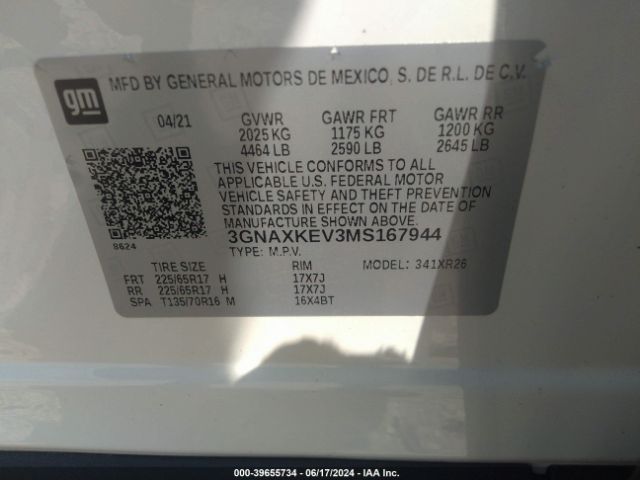 gm
MFD BY GENERAL MOTORS DE MEXICO, S. DE R.L. DE C.V.
04/21 GVWR GAWR FRT GAWR RR
2025 KG 1175 KG 1200 KG
4464 LB 2590 LB 2645 LB
THIS VEHICLE CONFORMS TO ALL
APPLICABLE U.S. FEDERAL MOTOR
VEHICLE SAFETY AND THEFT PREVENTION
STANDARDS IN EFFECT ON THE DATE OF
MANUFACTURE SHOWN ABOVE.
8624 3GNAXKEV3MS167944
TYPE: M.P.V.
TIRE SIZE RIM MODEL: 341XR26
FRT 225/65R17 H 17X7J
RR 225/65R17 H 17X7J
SPA T135/70R16 M 16X4BT
© - 39655734 - 06/17/2024 - IAA Inc.